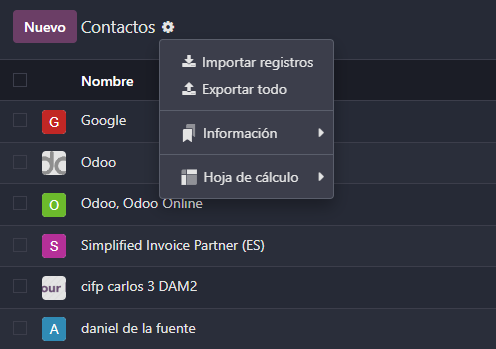 Nuevo Contactos
Importar registros
Exportar todo
Información
Hoja de cálculo
Nombre
G Google
Odoo
O Odoo, Odoo Online
S Simplified Invoice Partner (ES)
our cifp carlos 3 DAM2
A daniel de la fuente